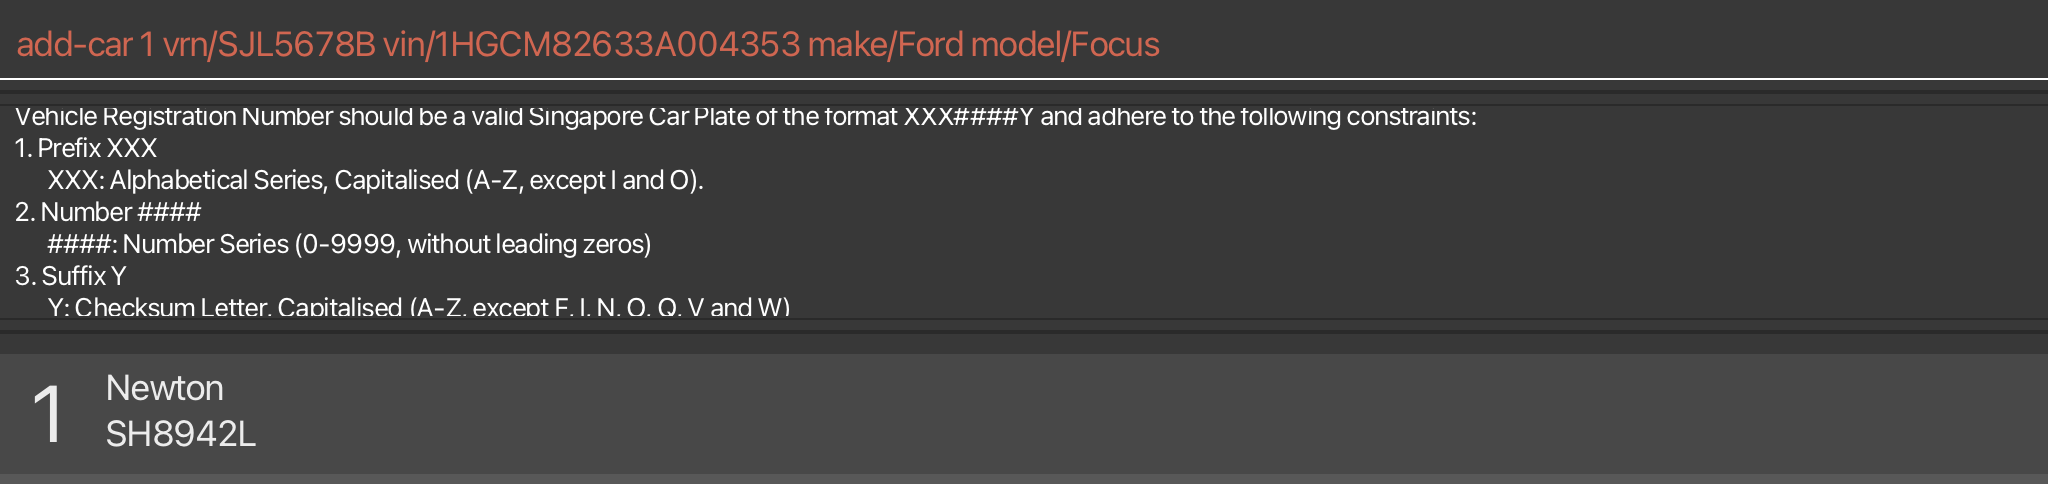 add-car 1 vrn/SJL5678B vin/1HGCM82633A004353 make/Ford model/Focus
Vehicle Registration Number should be a valid Singapore Car Plate of the format XXX####Y and adhere to the following constraints:
1. Prefix XXX
XXX: Alphabetical Series, Capitalised (A-Z, except I and O).
2. Number ####
####: Number Series (0-9999, without leading zeros)
3. Suffix Y
Y: Checksum Letter, Capitalised (A-Z, except F, I, N, O, Q, V and W)
1
Newton
SH8942L